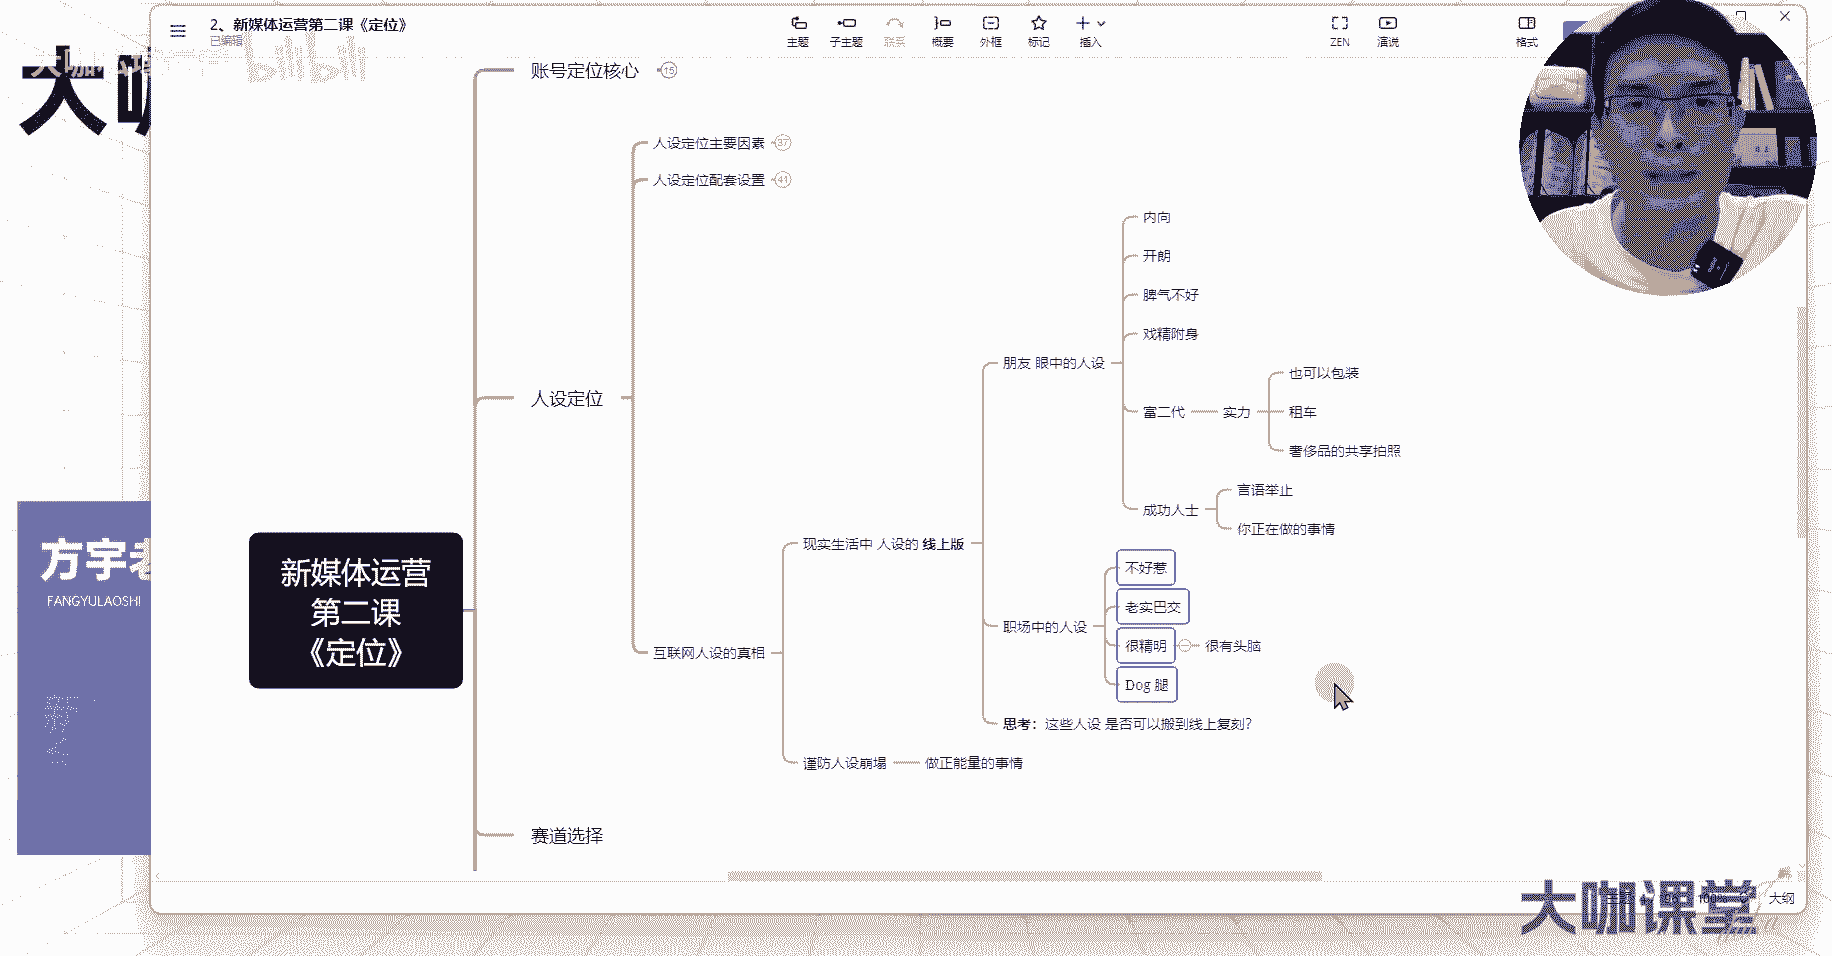 2、新媒体运营第二课《定位》
已编辑
主题
子主题
联系
概要
外框
标记
插入
ZEN
演说
格式
大咖
bilibili
账号定位核心
15
人设定位主要因素
37
人设定位配套设置
41
内向
开朗
脾气不好
戏精附身
朋友 眼中的人设
也可以包装
人设定位
富二代
实力
租车
奢侈品的共享拍照
言语举止
成功人士
你正在做的事情
现实生活中 人设的 线上版
不好惹
老实巴交
职场中的人设
很精明
很有头脑
互联网人设的真相
Dog 腿
思考：这些人设 是否可以搬到线上复刻？
谨防人设崩塌
做正能量的事情
赛道选择
新媒体运营
第二课
《定位》
方宇老
FANGYULAOSHI
大咖课堂
100%
大纲